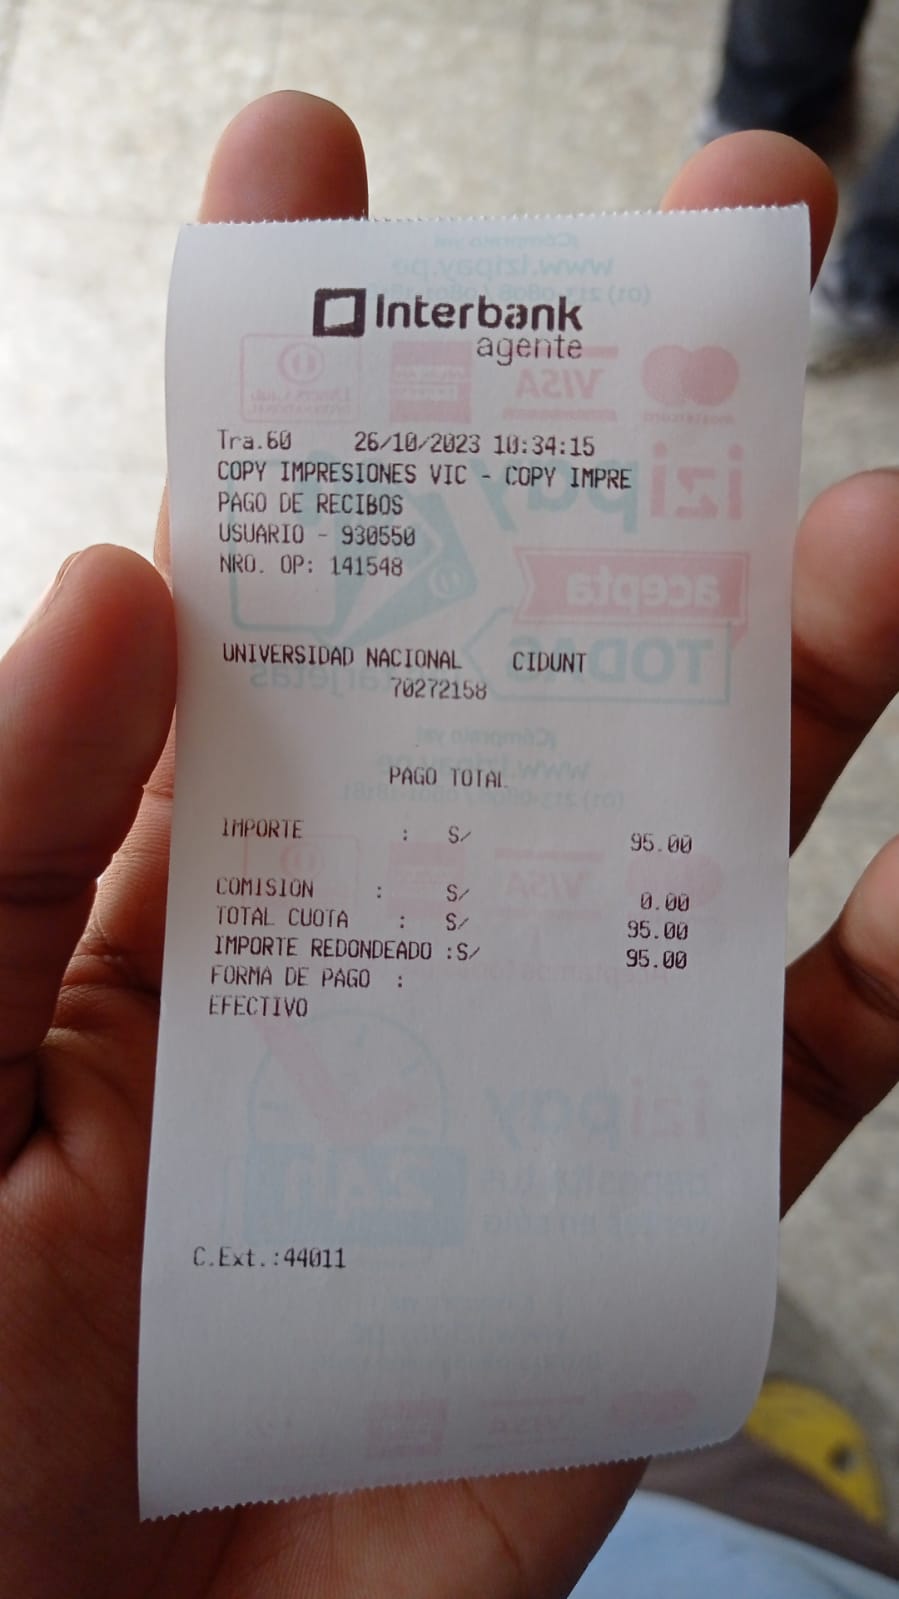 Interbank
agente
Tra.60 26/10/2023 10:34:15
COPY IMPRESIONES VIC - COPY IMPRE
PAGO DE RECIBOS
USUARIO - 930550
NRO. OP: 141548
UNIVERSIDAD NACIONAL CIDUNT
70272158
PAGO TOTAL
IMPORTE : S/ 95.00
COMISION : S/ 0.00
TOTAL CUOTA : S/ 95.00
IMPORTE REDONDEADO :S/ 95.00
FORMA DE PAGO :
EFECTIVO
C.Ext.:44011